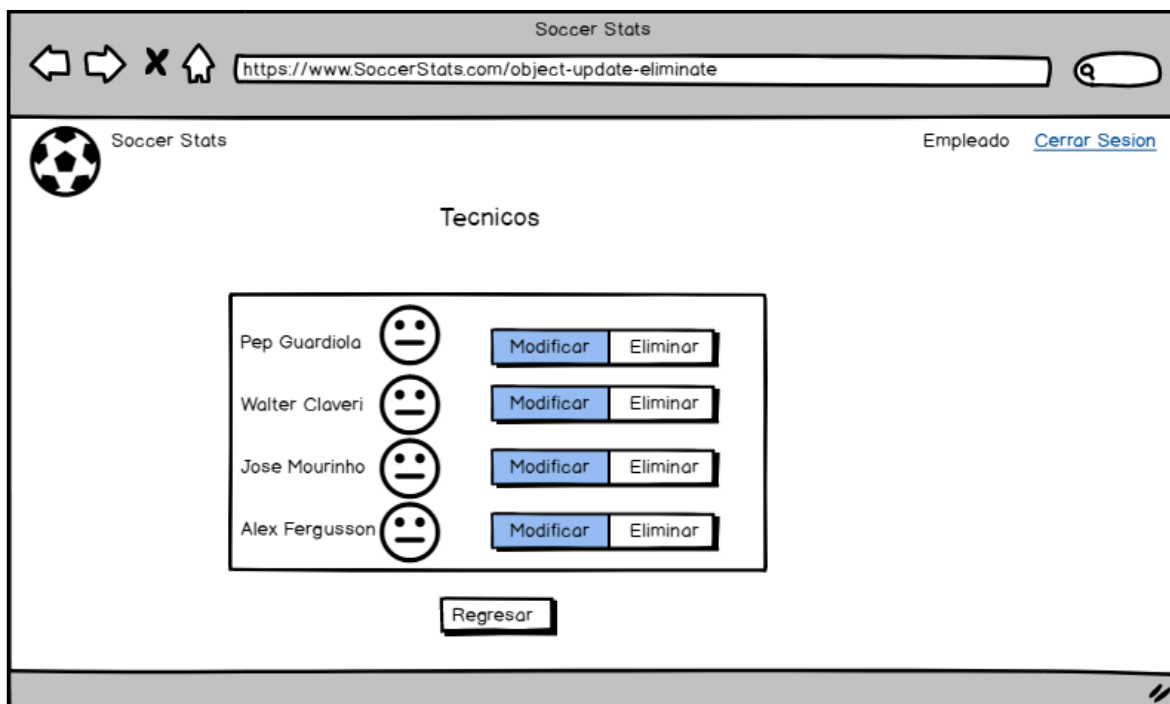 Soccer Stats
https://www.SoccerStats.com/object-update-eliminate
Soccer Stats
Empleado Cerrar Sesion
Tecnicos
Pep Guardiola Modificar Eliminar
Walter Claveri Modificar Eliminar
Jose Mourinho Modificar Eliminar
Alex Fergusson Modificar Eliminar
Regresar